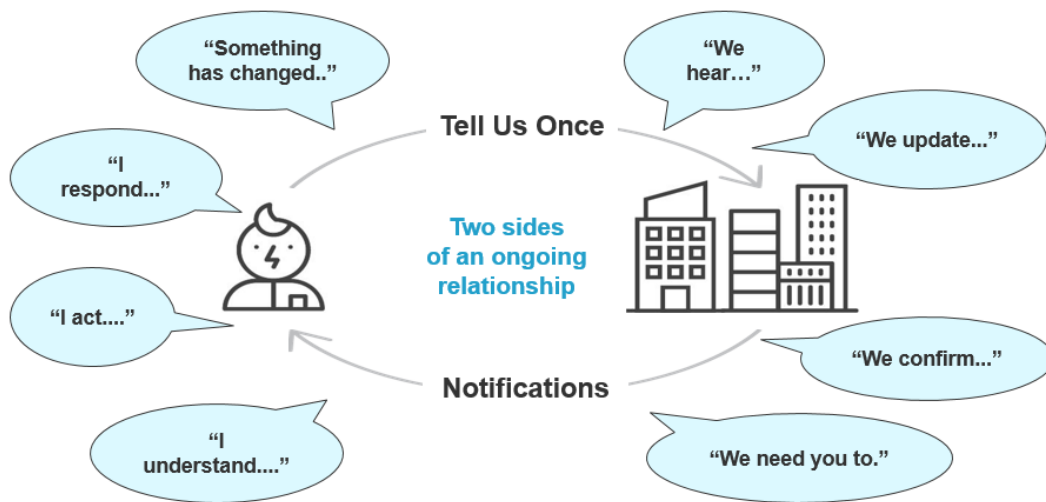 “Something
has changed..”
“We
hear…”
Tell Us Once
“We update...”
“I
respond...”
Two sides
of an ongoing
relationship
“I act....”
“We confirm...”
Notifications
“I
understand....”
“We need you to.”